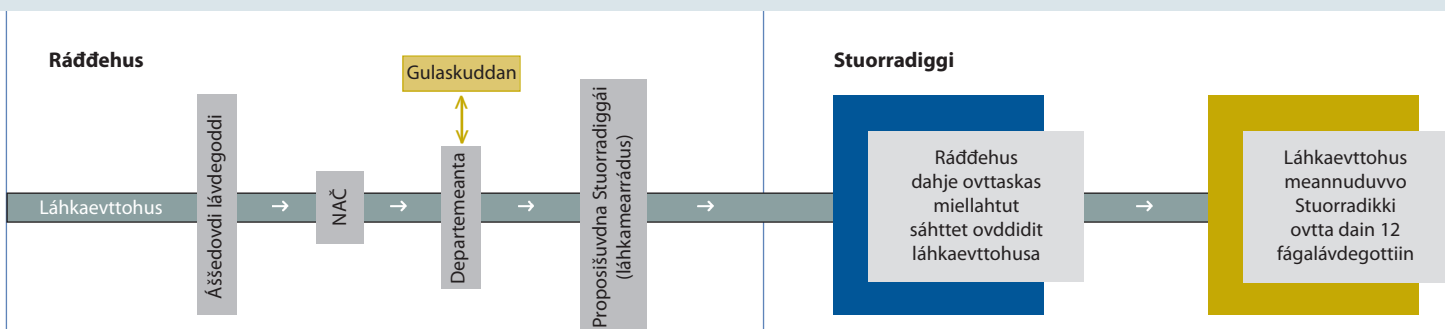 Ráđđehus
Stuorradiggi
Gulaskuddan
Láhkaevttohus
→
→
→
→
→
Áššedovdi lávdegoddi
NAČ
Departemeanta
Proposišuvdna Stuorradiggái
(láhkamearrádus)
Ráđđehus
dahje ovttaskas
miellahtut
sáhttet ovddidit
láhkaevttohusa
Láhkaevttohus
meannuduvvo
Stuorradikki
ovtta dain 12
fágalávdegottiin